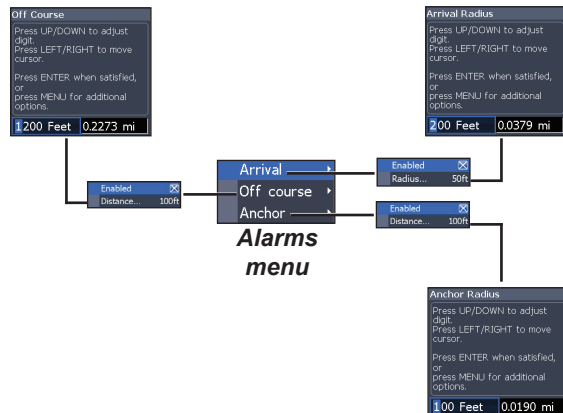 Off Course
Press UP/DOWN to adjust
digit.
Press LEFT/RIGHT to move
cursor.
Press ENTER when satisfied,
or
press MENU for additional
options.
1200 Feet 0.2273 mi
Arrival Radius
Press UP/DOWN to adjust
digit.
Press LEFT/RIGHT to move
cursor.
Press ENTER when satisfied,
or
press MENU for additional
options.
200 Feet 0.0379 mi
Enabled
Distance... 100ft
Arrival
Off course
Anchor
Alarms
menu
Enabled
Radius... 50ft
Enabled
Distance... 100ft
Anchor Radius
Press UP/DOWN to adjust
digit.
Press LEFT/RIGHT to move
cursor.
Press ENTER when satisfied,
or
press MENU for additional
options.
100 Feet 0.0190 mi